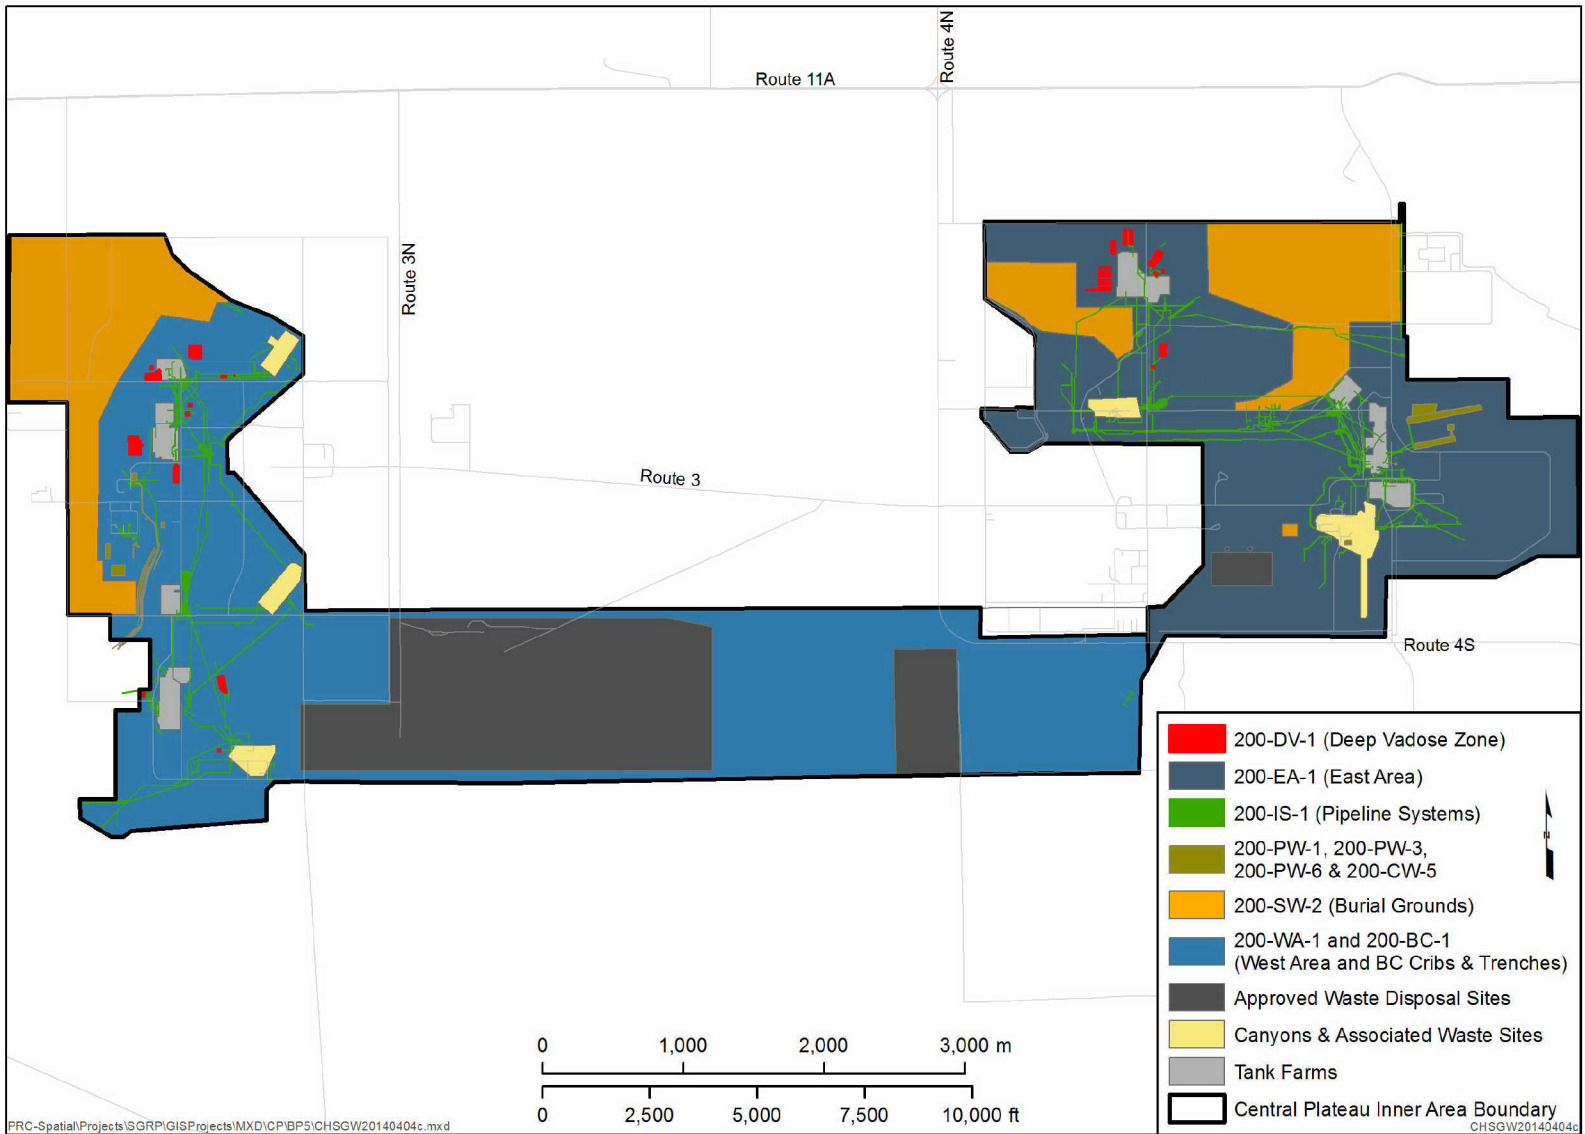 Route 4N
Route 11A
Route 3N
Route 3
Route 4S
200-DV-1 (Deep Vadose Zone)
200-EA-1 (East Area)
200-IS-1 (Pipeline Systems)
200-PW-1, 200-PW-3,
200-PW-6 & 200-CW-5
200-SW-2 (Burial Grounds)
200-WA-1 and 200-BC-1
(West Area and BC Cribs & Trenches)
Approved Waste Disposal Sites
Canyons & Associated Waste Sites
Tank Farms
Central Plateau Inner Area Boundary
N
0 1,000 2,000 3,000 m
0 2,500 5,000 7,500 10,000 ft
PRC-Spatial\Projects\SGRP\GISProjects\MXD\CP\BP5\CHSGW20140404c.mxd
CHSGW20140404c